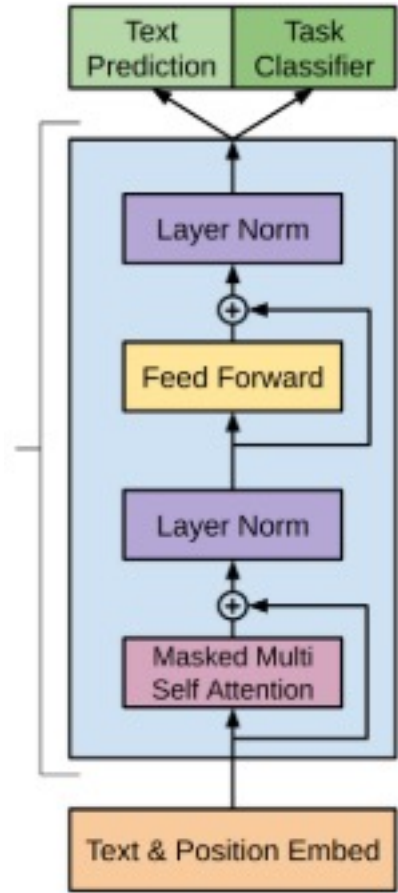 Text
Prediction
Task
Classifier
Layer Norm
Feed Forward
Layer Norm
Masked Multi
Self Attention
Text & Position Embed